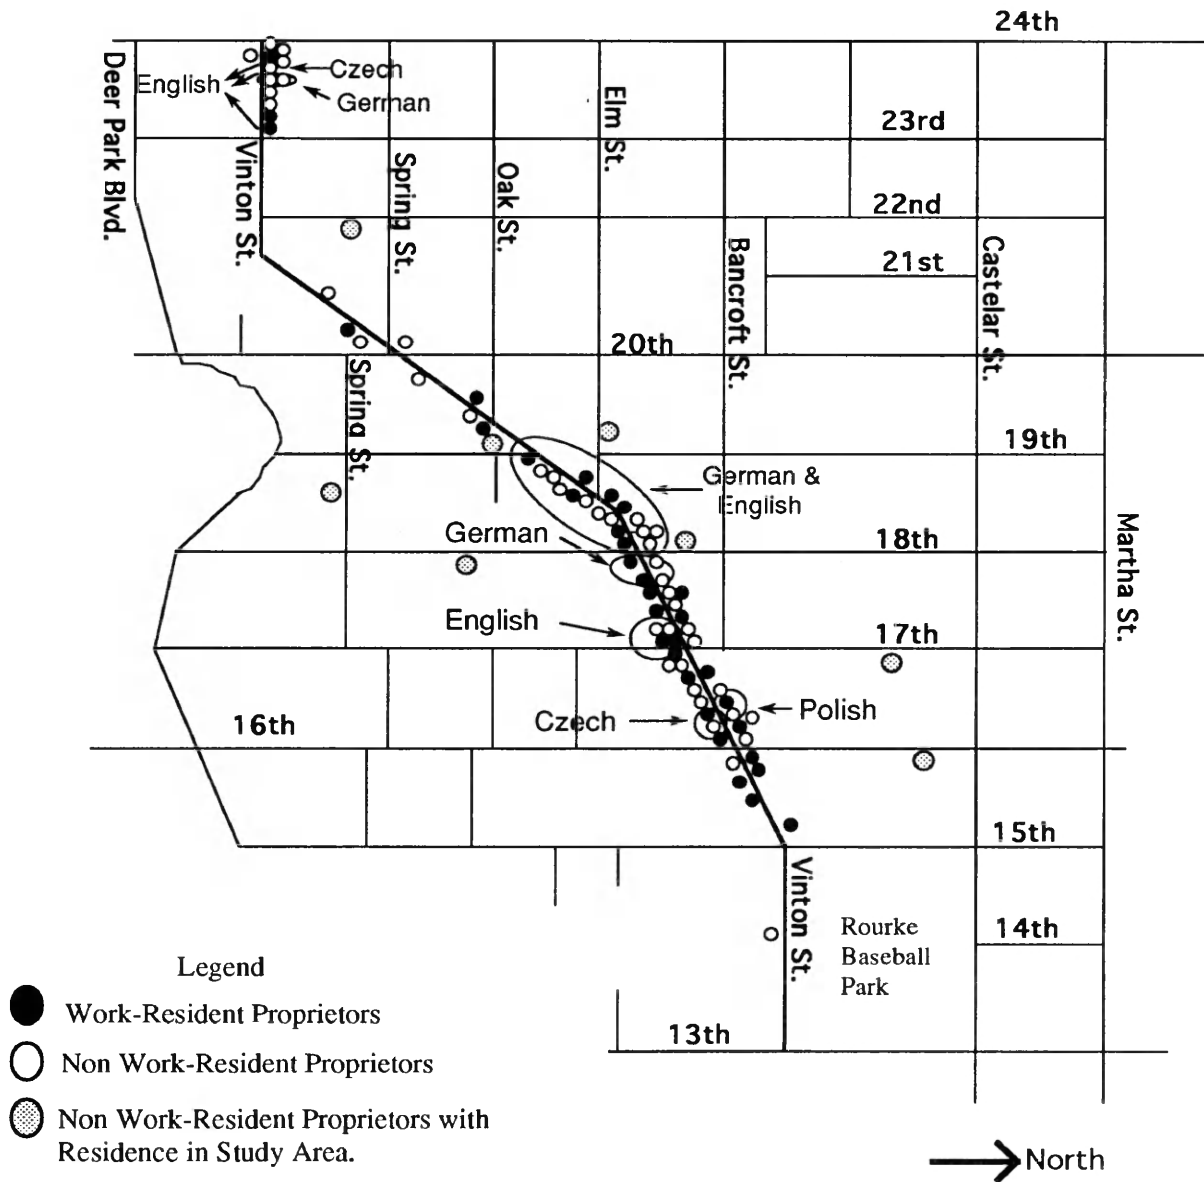 24th
Deer Park Blvd.
English
Czech
German
Elm St.
23rd
Vinton St.
Spring St.
Oak St.
22nd
Bancroft St.
21st
Castelar St.
20th
Spring St.
19th
German &
English
German
18th
Martha St.
English
17th
Polish
Czech
16th
15th
Vinton St.
Rourke
Baseball
Park
14th
13th
Legend
Work-Resident Proprietors
Non Work-Resident Proprietors
Non Work-Resident Proprietors with
Residence in Study Area.
North